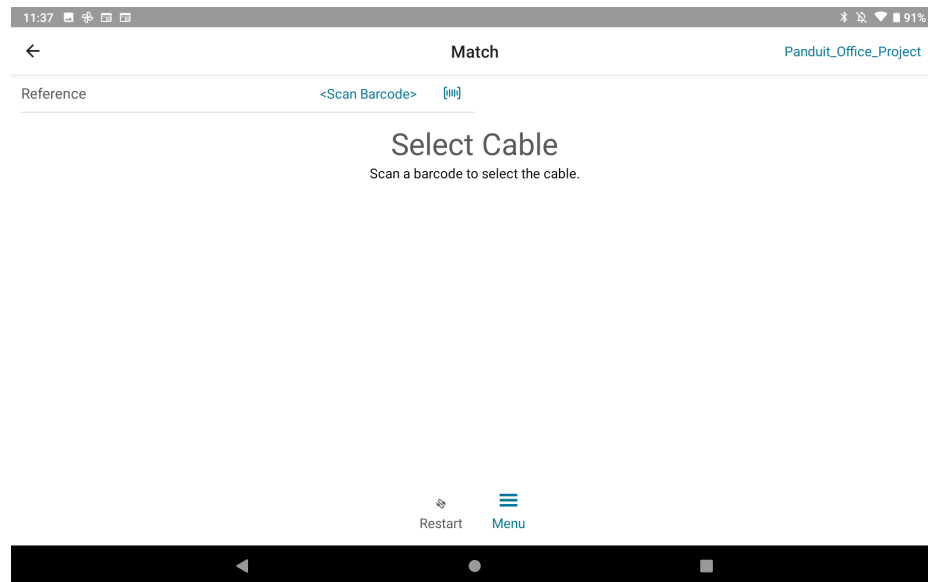 11:37
91%
Match
Panduit_Office_Project
Reference
<Scan Barcode>
Select Cable
Scan a barcode to select the cable.
Restart
Menu